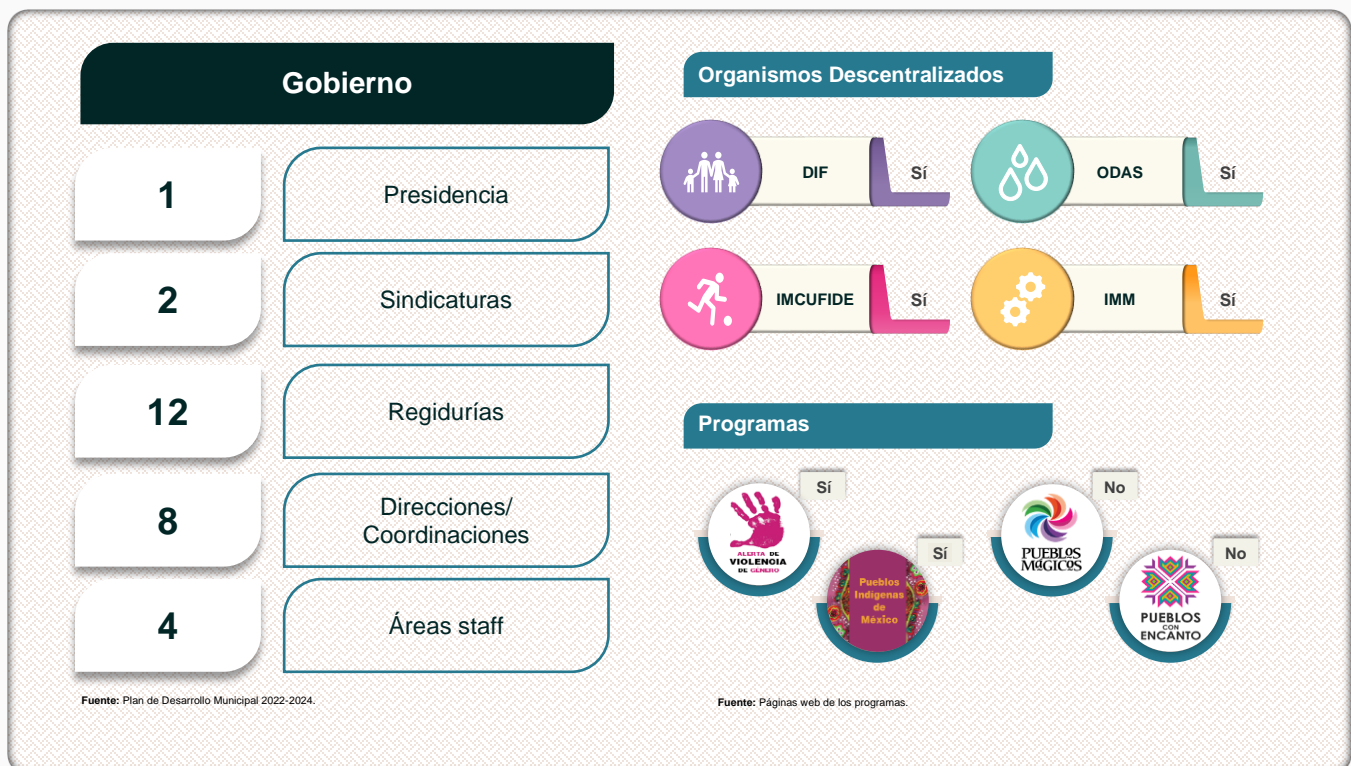 Gobierno
1
Presidencia
2
Sindicaturas
12
Regidurías
8
Direcciones/
Coordinaciones
4
Áreas staff
Fuente: Plan de Desarrollo Municipal 2022-2024.
Organismos Descentralizados
DIF
Sí
ODAS
Sí
IMCUFIDE
Sí
IMM
Sí
Programas
Sí
ALERTA DE
VIOLENCIA
DE GÉNERO
Sí
Pueblos
Indígenas
de
México
No
PUEBLOS
MáGICOS
No
PUEBLOS
CON
ENCANTO
Fuente: Páginas web de los programas.